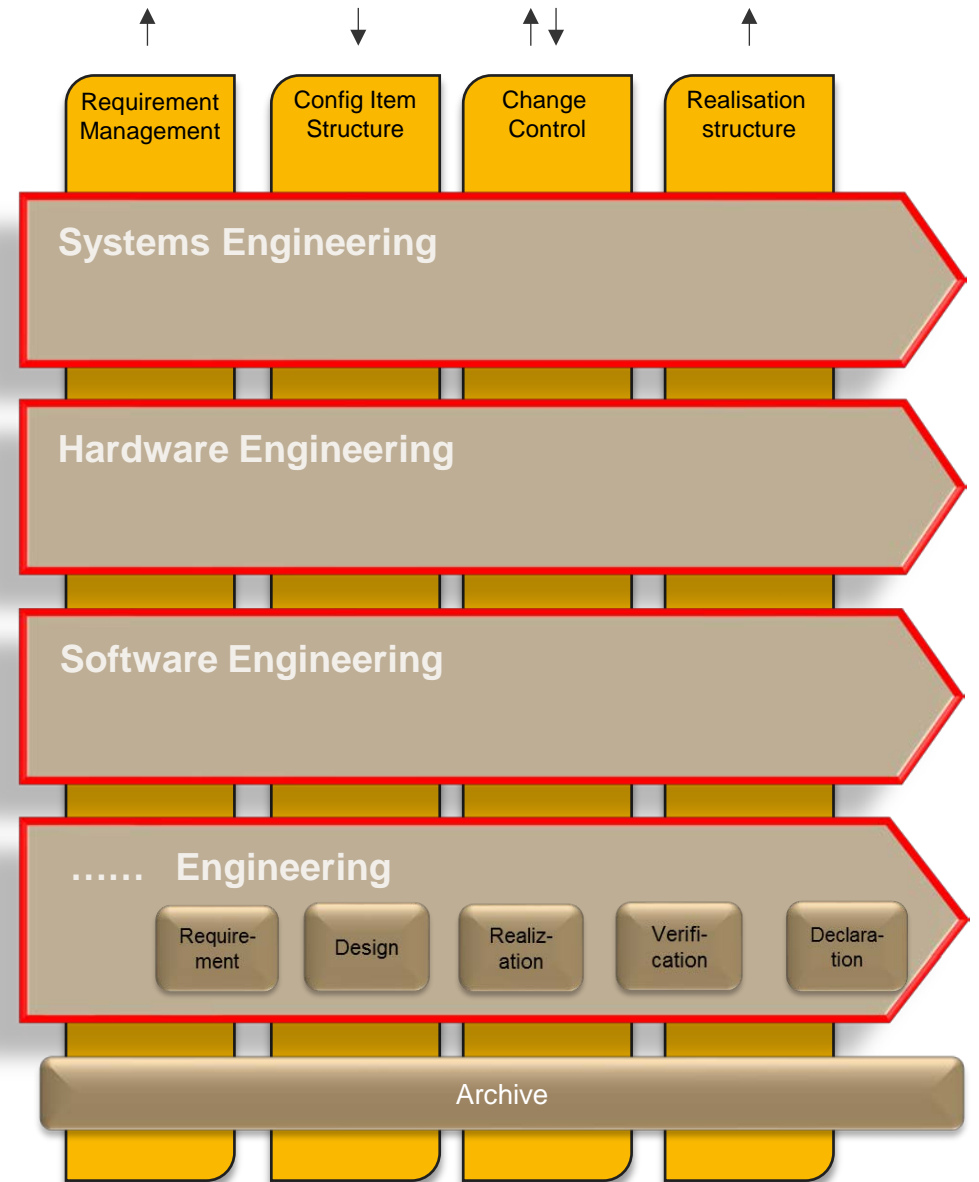 Requirement
Management
Config Item
Structure
Change
Control
Realisation
structure
Systems Engineering
Hardware Engineering
Software Engineering
...... Engineering
Require-
ment
Design
Realiz-
ation
Verifi-
cation
Declara-
tion
Archive